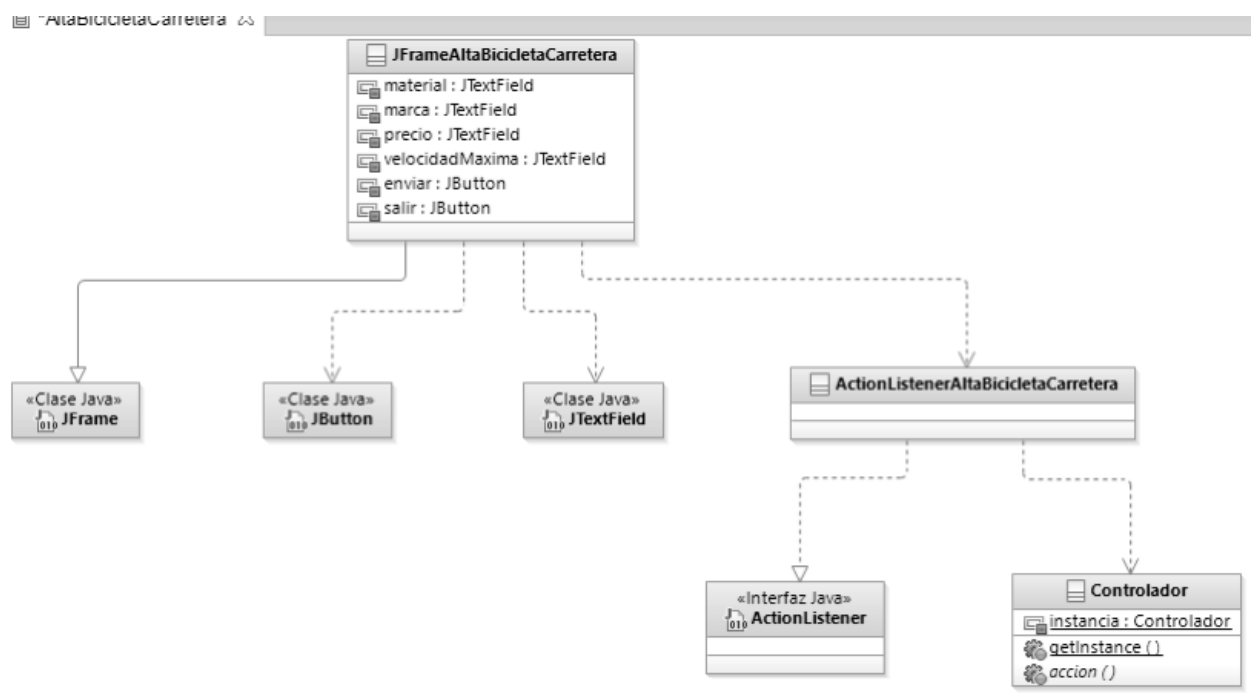 *AltaBicicletaCarretera
JFrameAltaBicicletaCarretera
material : JTextField
marca : JTextField
precio : JTextField
velocidadMaxima : JTextField
enviar : JButton
salir : JButton
«Clase Java»
JFrame
«Clase Java»
JButton
«Clase Java»
JTextField
ActionListenerAltaBicicletaCarretera
«Interfaz Java»
ActionListener
Controlador
instancia : Controlador
getInstance ( )
accion ( )